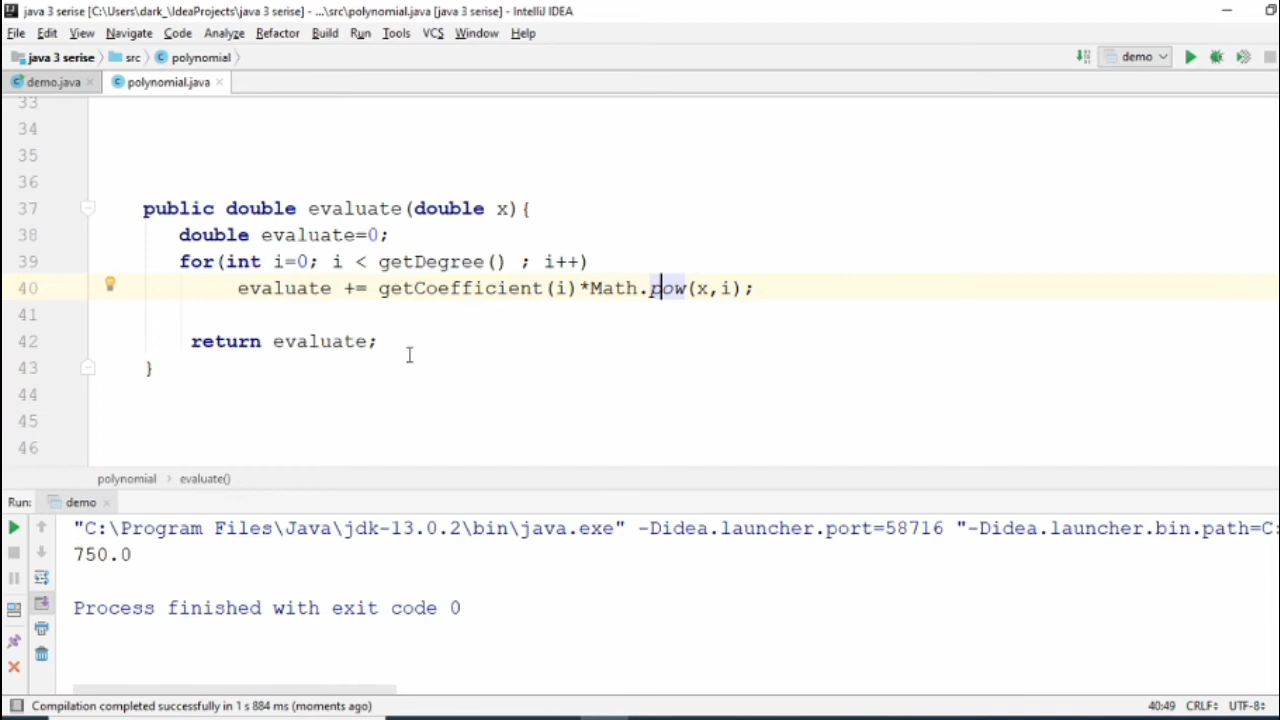 java 3 serise [C:\Users\dark_\IdeaProjects\java 3 serise] - ...\src\polynomial.java [java 3 serise] - IntelliJ IDEA
File Edit View Navigate Code Analyze Refactor Build Run Tools VCS Window Help
java 3 serise src polynomial demo
demo.java polynomial.java
33
34
35
36
37 public double evaluate(double x){
38 double evaluate=0;
39 for(int i=0; i < getDegree() ; i++)
40 evaluate += getCoefficient(i)*Math.pow(x,i);
41
42 return evaluate;
43 }
44
45
46
polynomial › evaluate()
Run: demo
"C:\Program Files\Java\jdk-13.0.2\bin\java.exe" -Didea.launcher.port=58716 "-Didea.launcher.bin.path=C:
750.0
Process finished with exit code 0
Compilation completed successfully in 1 s 884 ms (moments ago) 40:49 CRLF UTF-8